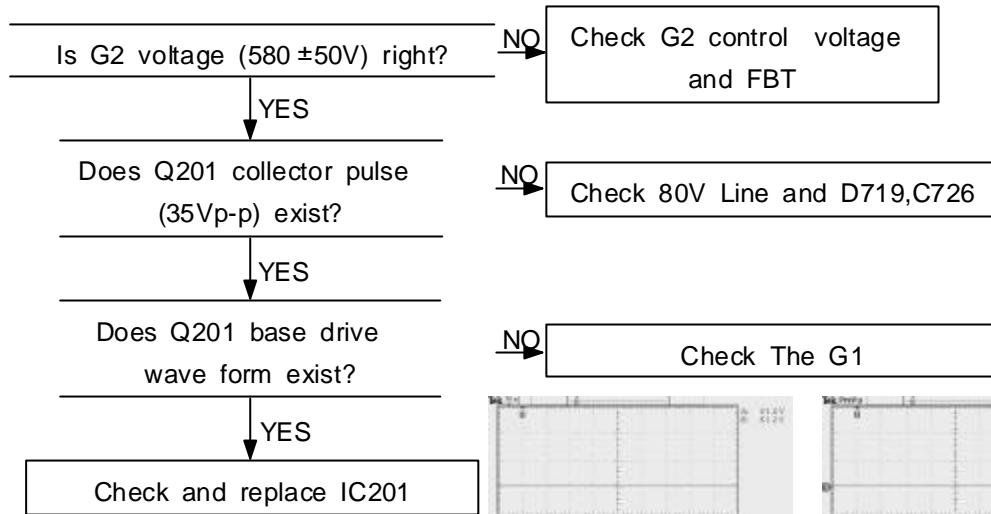 Is G2 voltage (580 ±50V) right?
NO
Check G2 control voltage
and FBT
YES
Does Q201 collector pulse
(35Vp-p) exist?
NO
Check 80V Line and D719,C726
YES
Does Q201 base drive
wave form exist?
NO
Check The G1
YES
Check and replace IC201